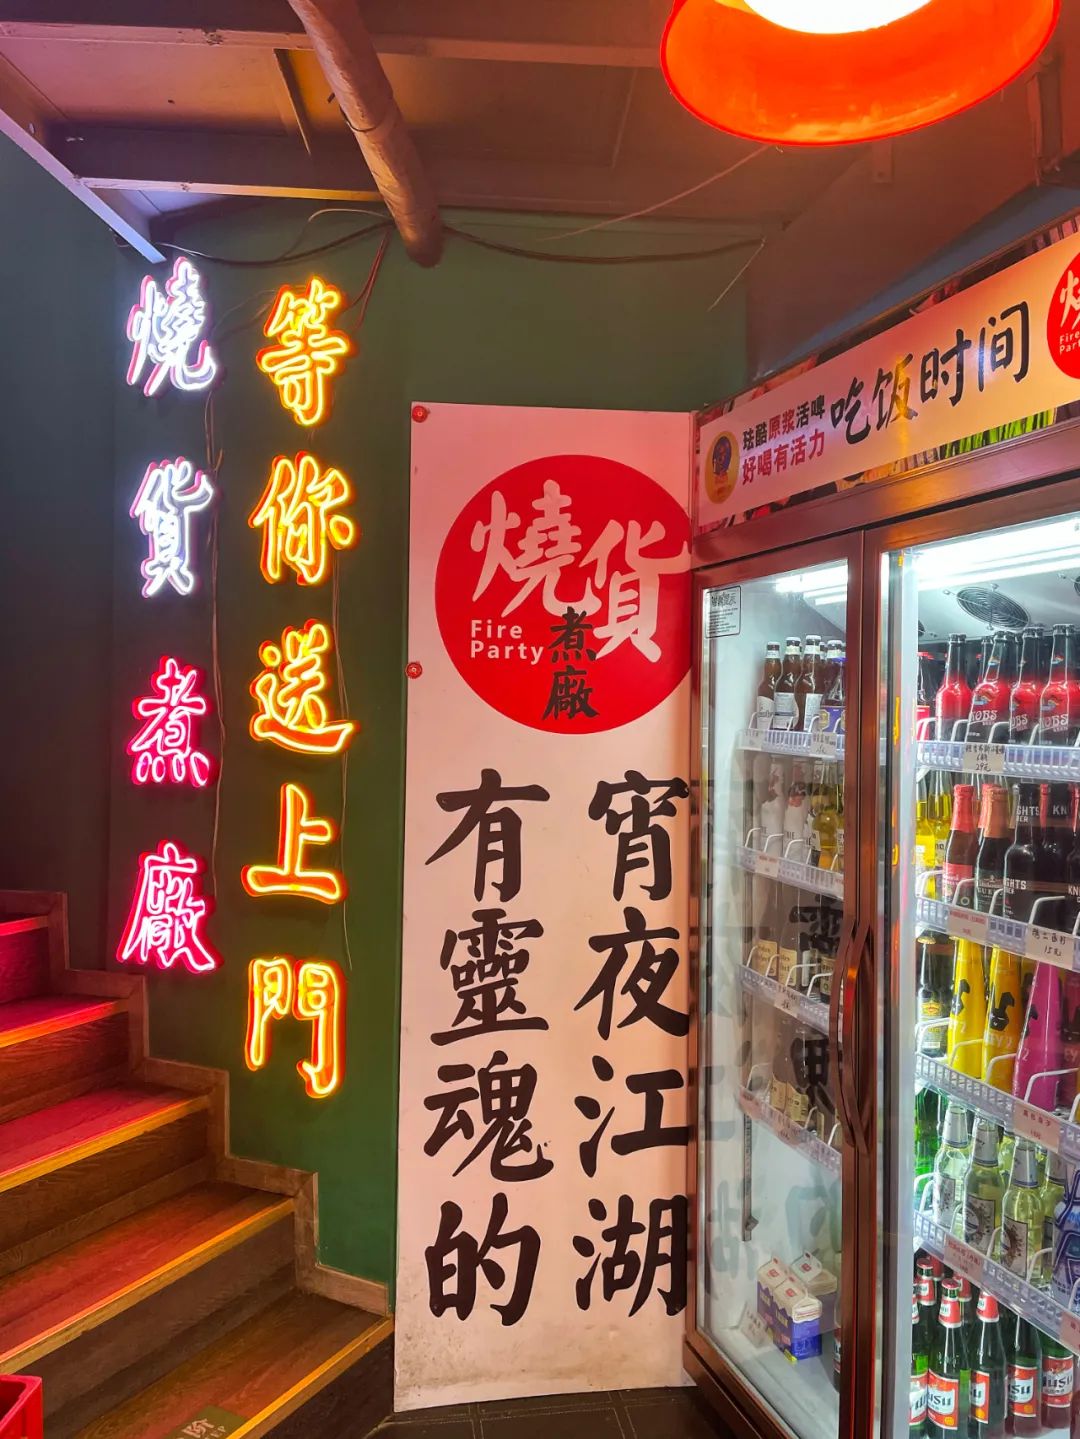 燒貨煮廠
等你送上門
燒貨
Fire
Party
煮廠
宵夜江湖
有靈魂的
珐酷原浆活啤
好喝有活力
吃饭时间
Fire